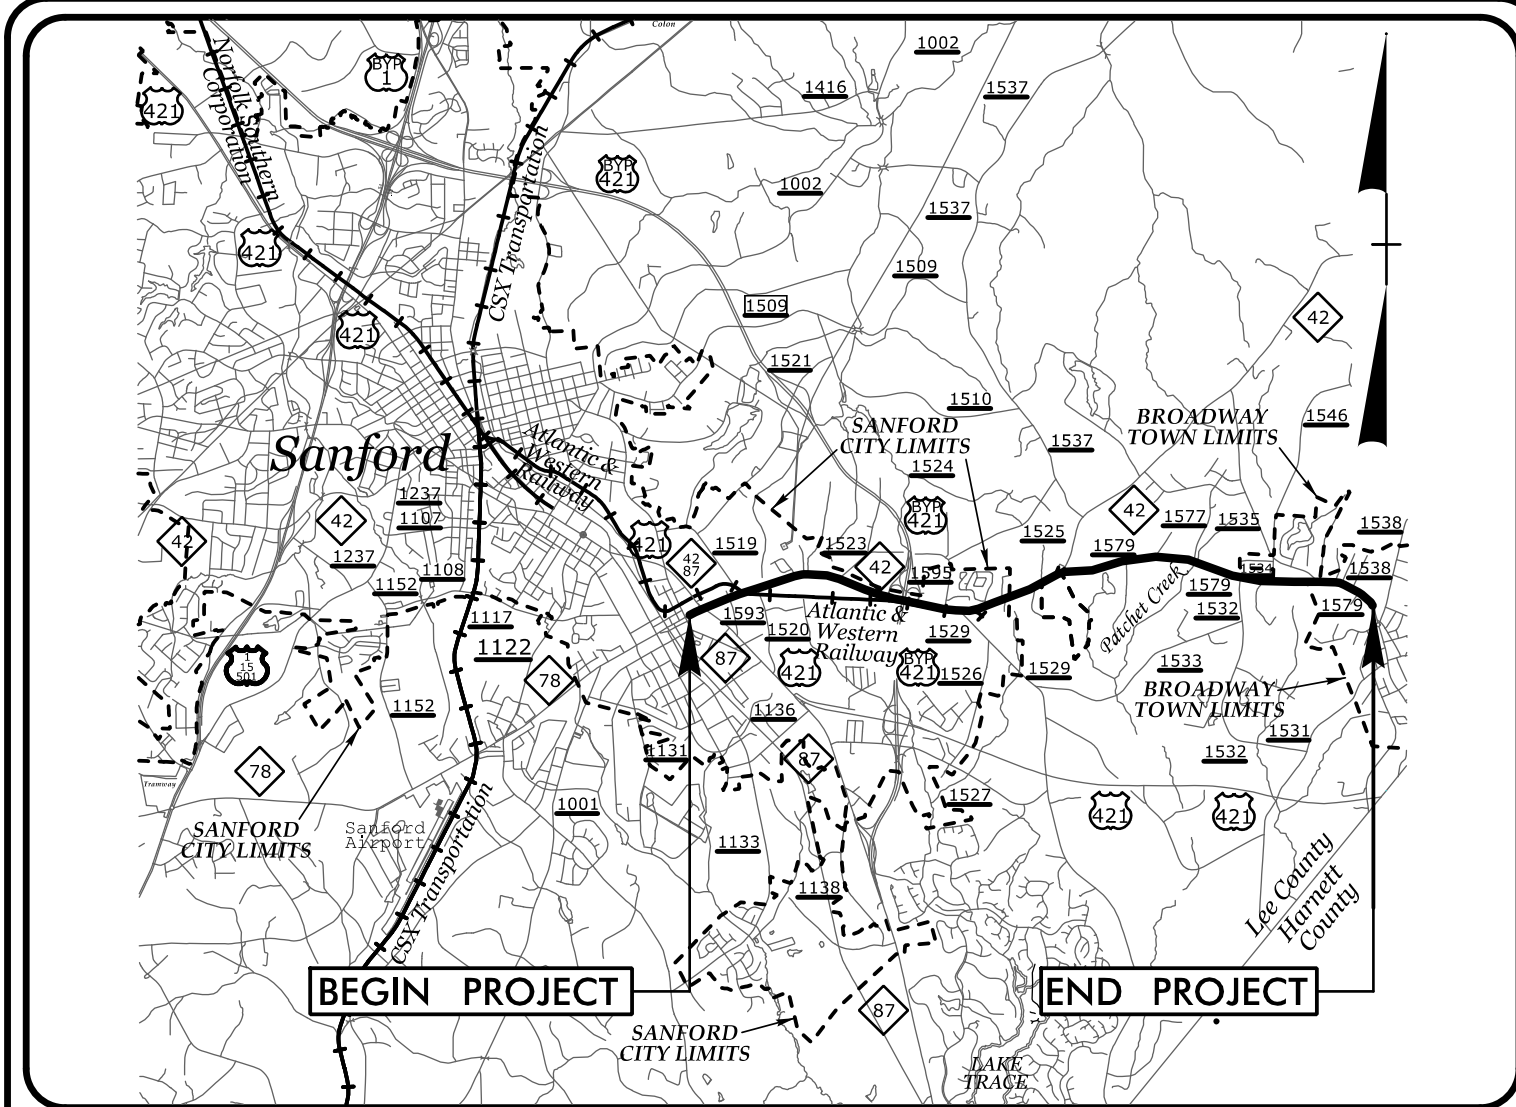 Colon
1002
BYP
1
1416
1537
421
Norfolk Southern
Corporation
CSX Transportation
BYP
421
1002
1537
421
1509
1509
42
421
1521
1510
BROADWAY
TOWN LIMITS
1546
SANFORD
CITY LIMITS
1537
Sanford
Atlantic &
Western
Railway
1524
1237
42
1107
BYP
421
42
1577
1535
1538
42
421
1519
1523
1525
1579
1237
42
87
42
1108
1595
1534
1538
1152
Patchet Creek
1579
1117
1593
Atlantic &
Western
Railway
1532
1579
1520
1529
1122
1
15
501
87
421
BYP
421
1526
1529
1533
78
BROADWAY
TOWN LIMITS
1152
1136
1531
1131
87
1532
78
Tramway
1527
1001
421
421
SANFORD
CITY LIMITS
Sanford
Airport
CSX Transportation
1133
1138
Lee County
Harnett
County
BEGIN PROJECT
END PROJECT
87
SANFORD
CITY LIMITS
LAKE
TRACE